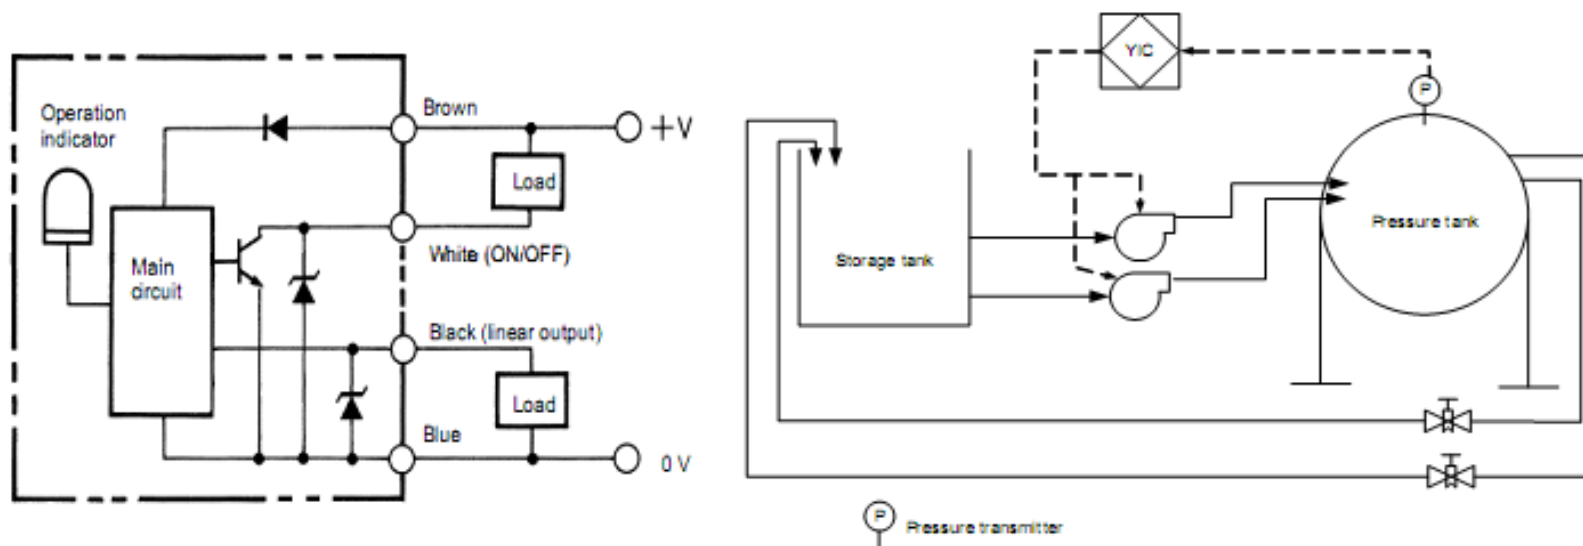 Operation
indicator
Main
circuit
Brown
+V
Load
White (ON/OFF)
Black (linear output)
Load
Blue
0 V
YIC
P
Storage tank
Pressure tank
P
Pressure transmitter